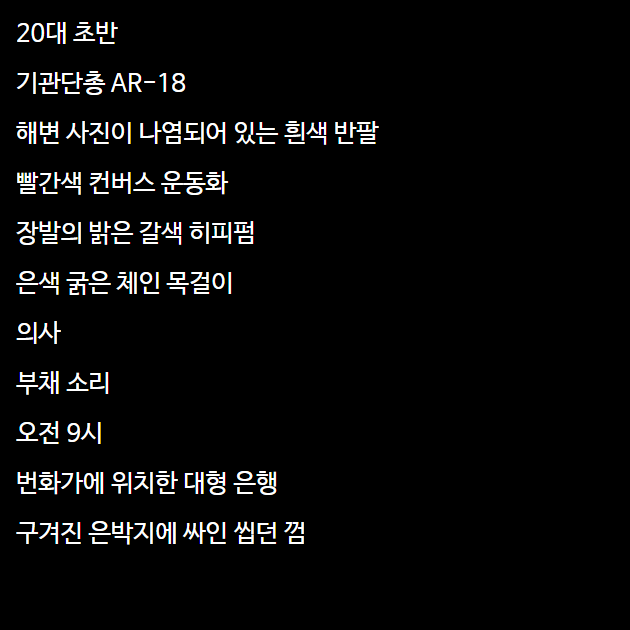 20대 초반
기관단총 AR-18
해변 사진이 나염되어 있는 흰색 반팔
빨간색 컨버스 운동화
장발의 밝은 갈색 히피펌
은색 굵은 체인 목걸이
의사
부채 소리
오전 9시
번화가에 위치한 대형 은행
구겨진 은박지에 싸인 씹던 껌